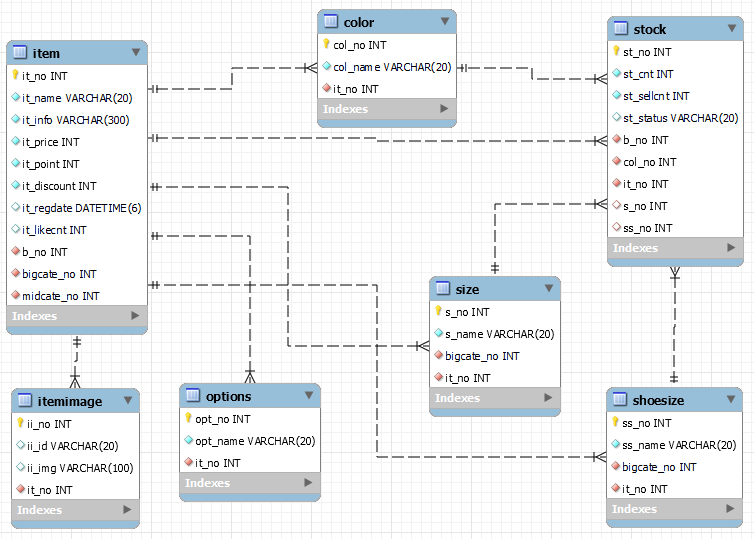 item
it_no INT
it_name VARCHAR(20)
it_info VARCHAR(300)
it_price INT
it_point INT
it_discount INT
it_regdate DATETIME(6)
it_likecnt INT
b_no INT
bigcate_no INT
midcate_no INT
Indexes
color
col_no INT
col_name VARCHAR(20)
it_no INT
Indexes
stock
st_no INT
st_cnt INT
st_sellcnt INT
st_status VARCHAR(20)
b_no INT
col_no INT
it_no INT
s_no INT
ss_no INT
Indexes
size
s_no INT
s_name VARCHAR(20)
bigcate_no INT
it_no INT
Indexes
itemimage
ii_no INT
ii_id VARCHAR(20)
ii_img VARCHAR(100)
it_no INT
Indexes
options
opt_no INT
opt_name VARCHAR(20)
it_no INT
Indexes
shoesize
ss_no INT
ss_name VARCHAR(20)
bigcate_no INT
it_no INT
Indexes